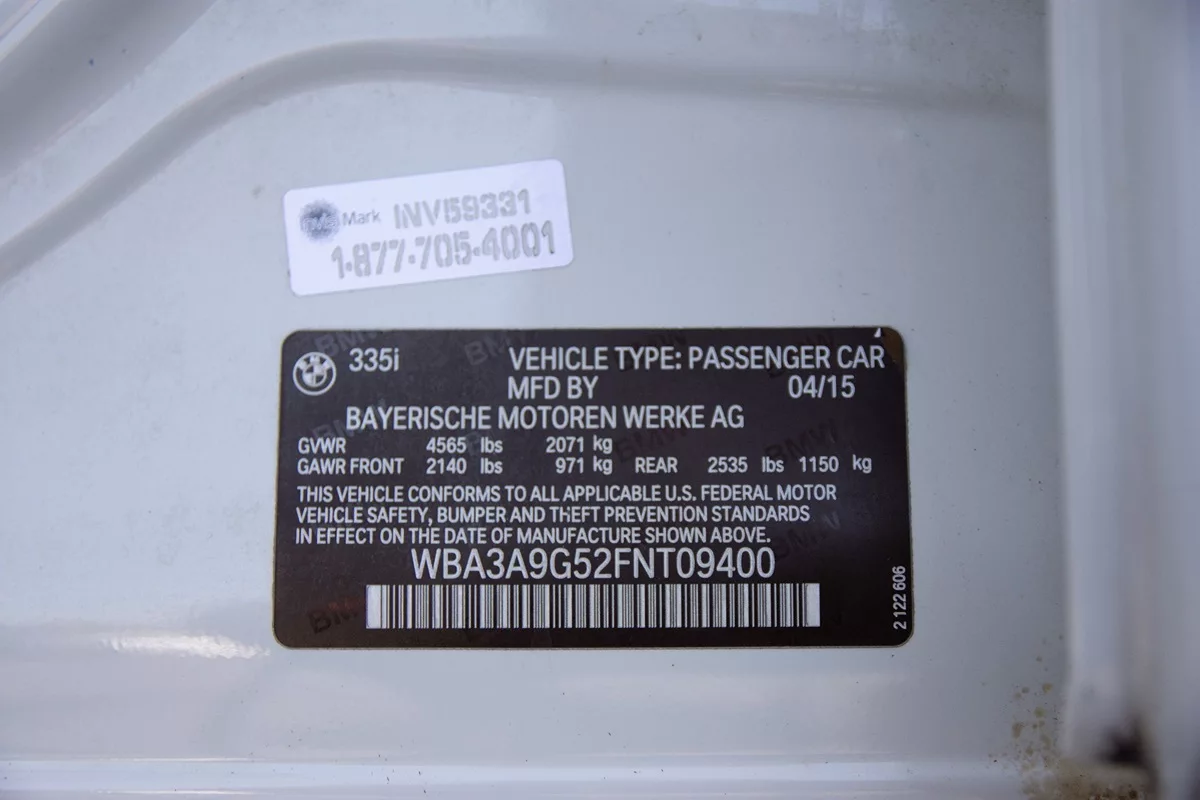 Mark INV59331
1-877-705-4001
BMW
335i VEHICLE TYPE: PASSENGER CAR
MFD BY 04/15
BAYERISCHE MOTOREN WERKE AG
GVWR 4565 lbs 2071 kg
GAWR FRONT 2140 lbs 971 kg REAR 2535 lbs 1150 kg
THIS VEHICLE CONFORMS TO ALL APPLICABLE U.S. FEDERAL MOTOR
VEHICLE SAFETY, BUMPER AND THEFT PREVENTION STANDARDS
IN EFFECT ON THE DATE OF MANUFACTURE SHOWN ABOVE.
WBA3A9G52FNT09400
2 122 606